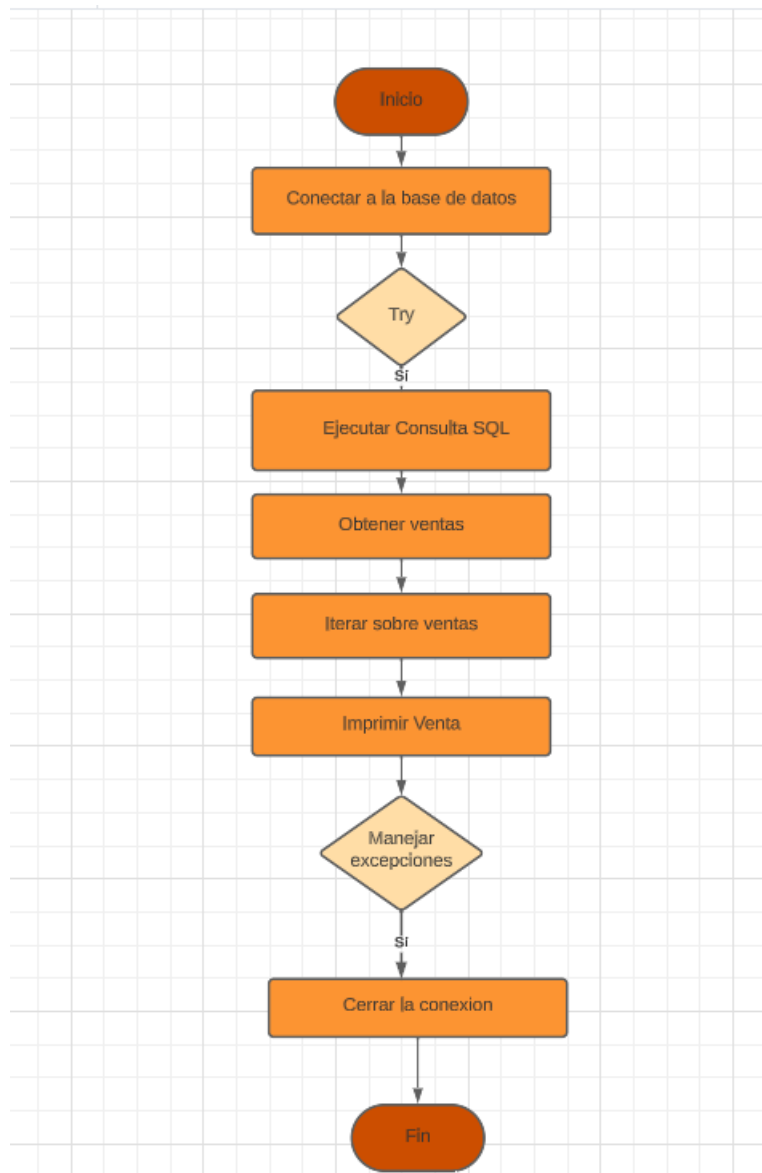 Inicio
Conectar a la base de datos
Try
Sí
Ejecutar Consulta SQL
Obtener ventas
Iterar sobre ventas
Imprimir Venta
Manejar
excepciones
Sí
Cerrar la conexion
Fin